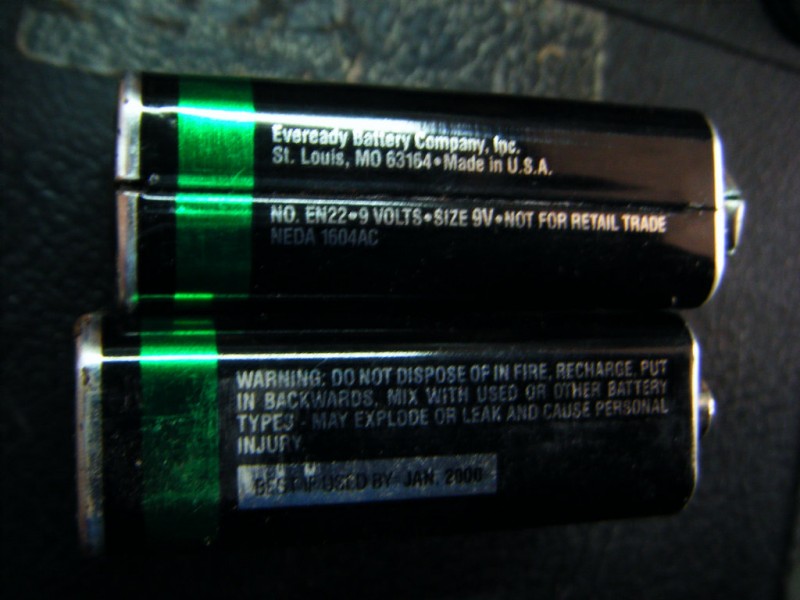 Eveready Battery Company, Inc.
St. Louis, MO 63164•Made in U.S.A.
NO. EN22•9 VOLTS•SIZE 9V•NOT FOR RETAIL TRADE
NEDA 1604AC
WARNING: DO NOT DISPOSE OF IN FIRE, RECHARGE, PUT
IN BACKWARDS, MIX WITH USED OR OTHER BATTERY
TYPES - MAY EXPLODE OR LEAK AND CAUSE PERSONAL
INJURY
BEST IF USED BY JAN. 2000